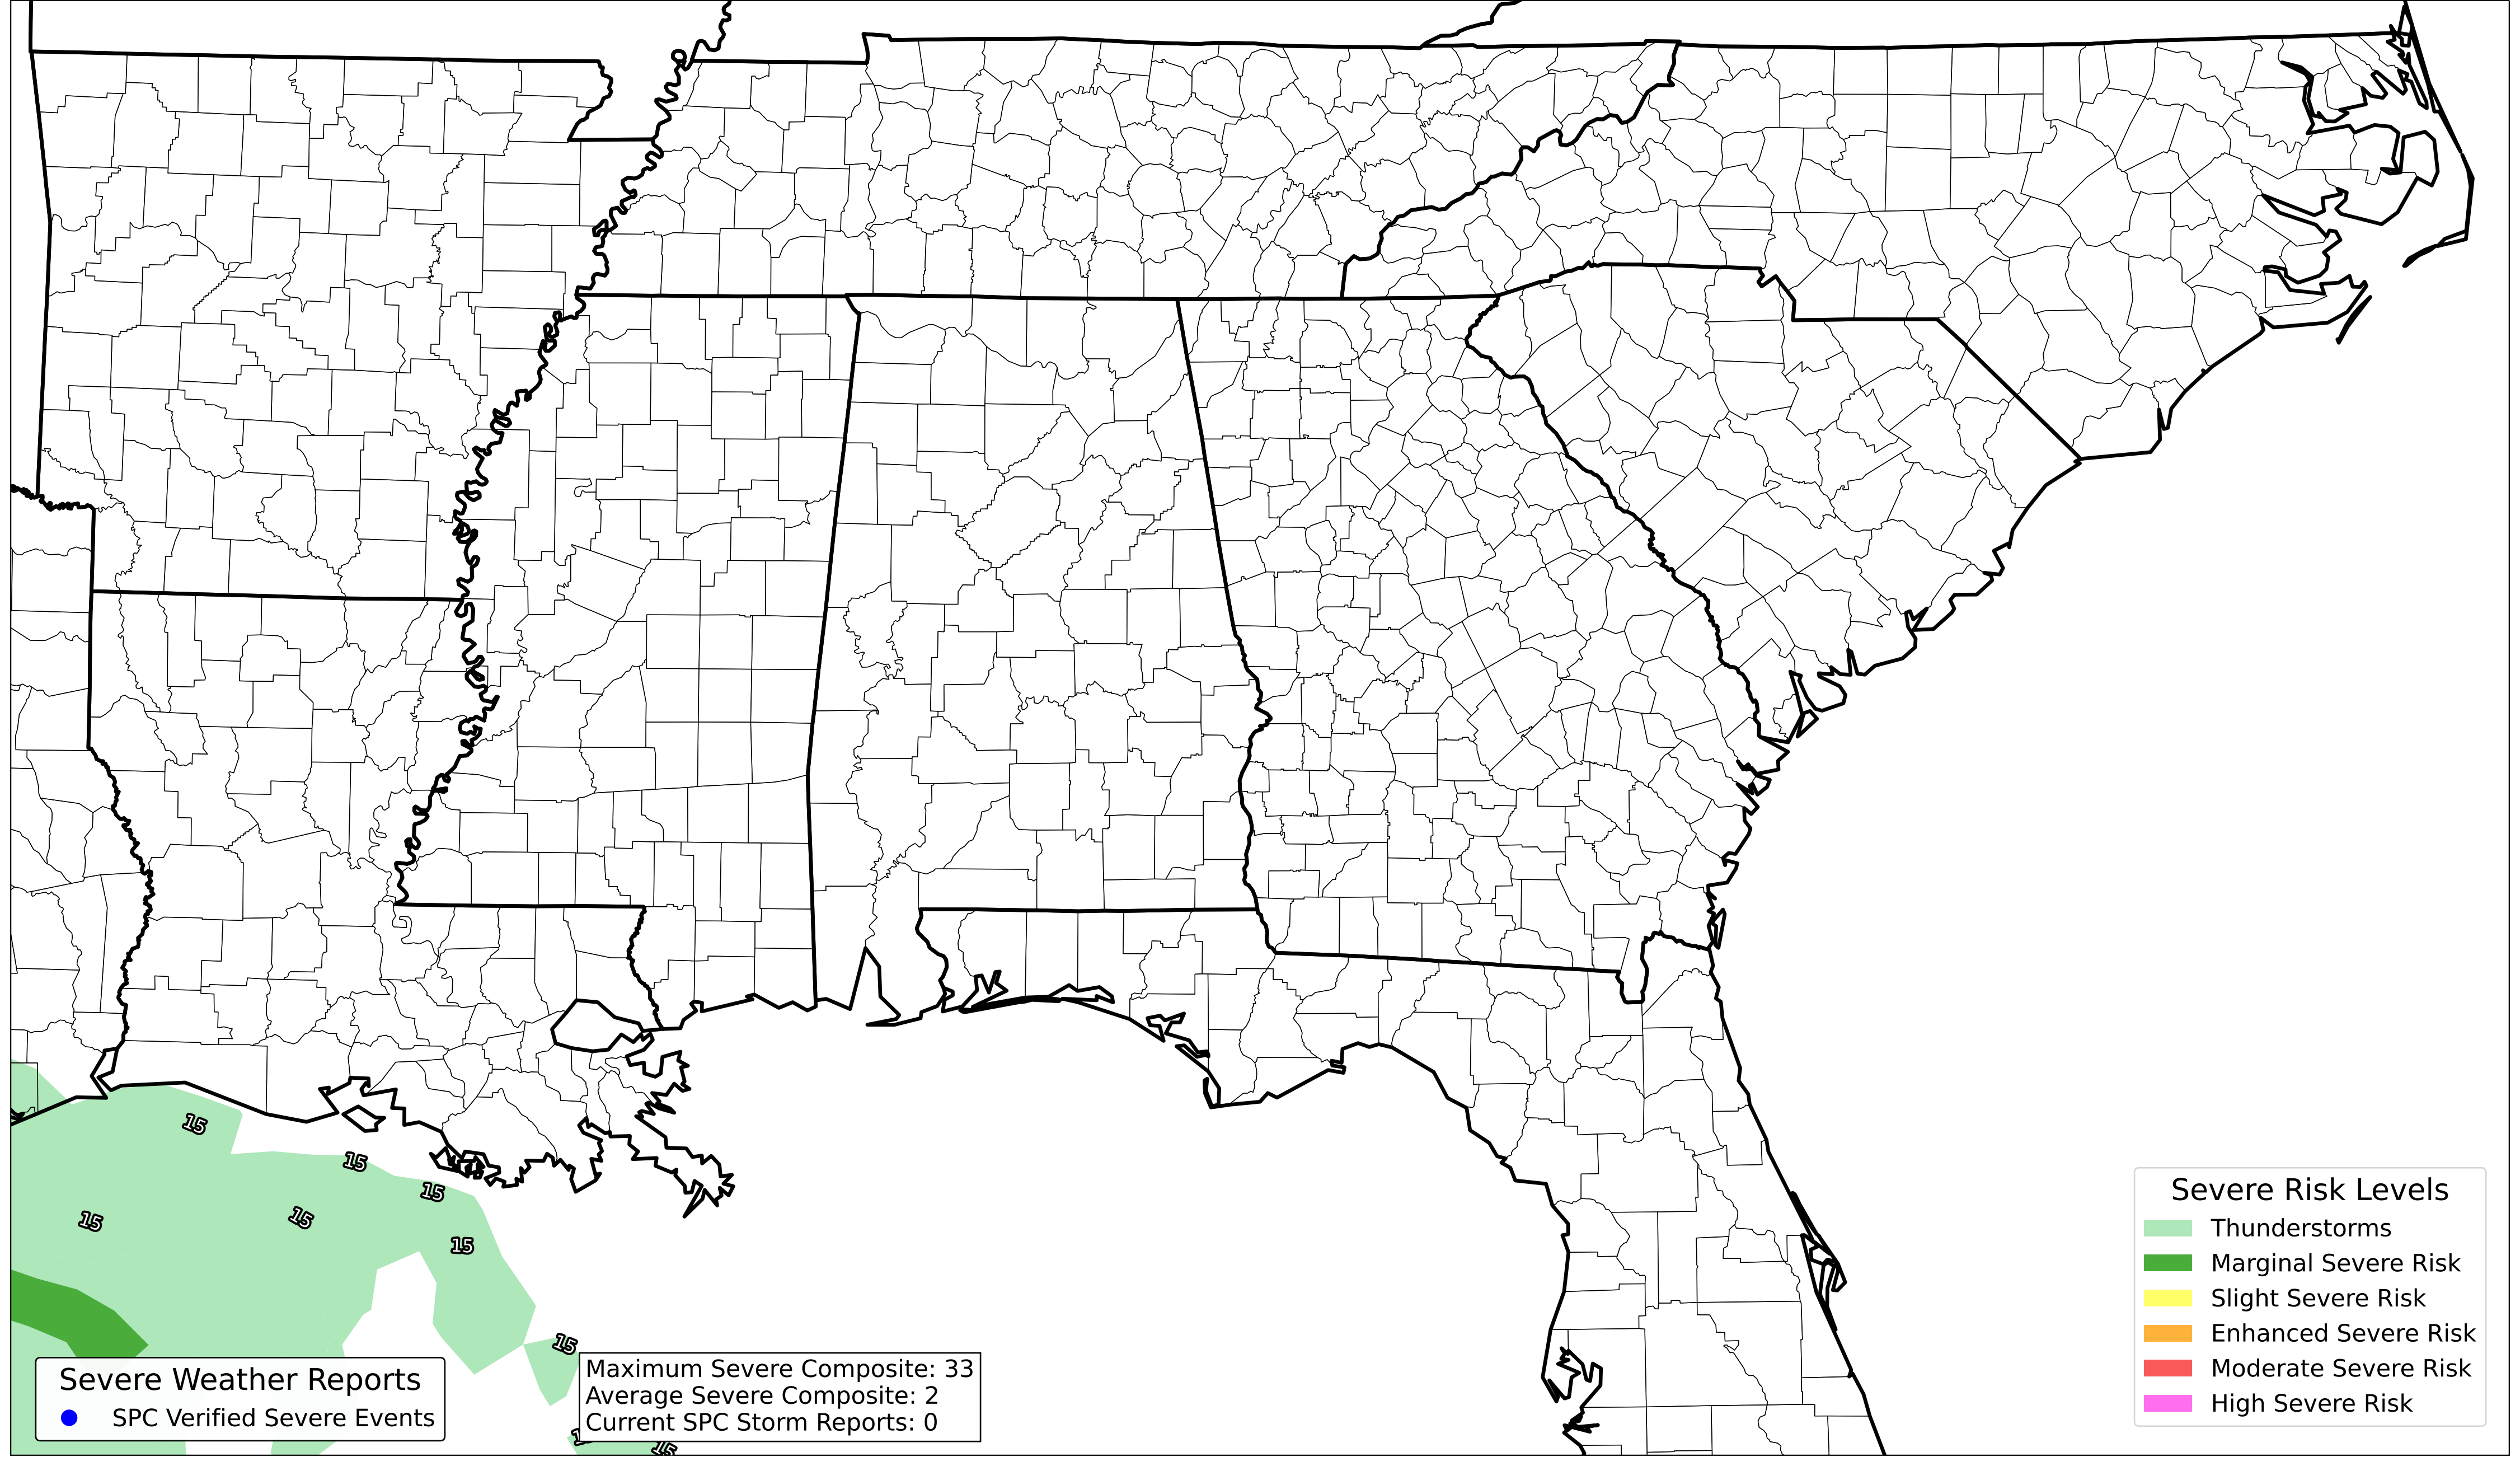 15
15
15
15
15
15
15
15
Severe Risk Levels
Thunderstorms
Marginal Severe Risk
Slight Severe Risk
Enhanced Severe Risk
Moderate Severe Risk
High Severe Risk
Severe Weather Reports
SPC Verified Severe Events
Maximum Severe Composite: 33
Average Severe Composite: 2
Current SPC Storm Reports: 0